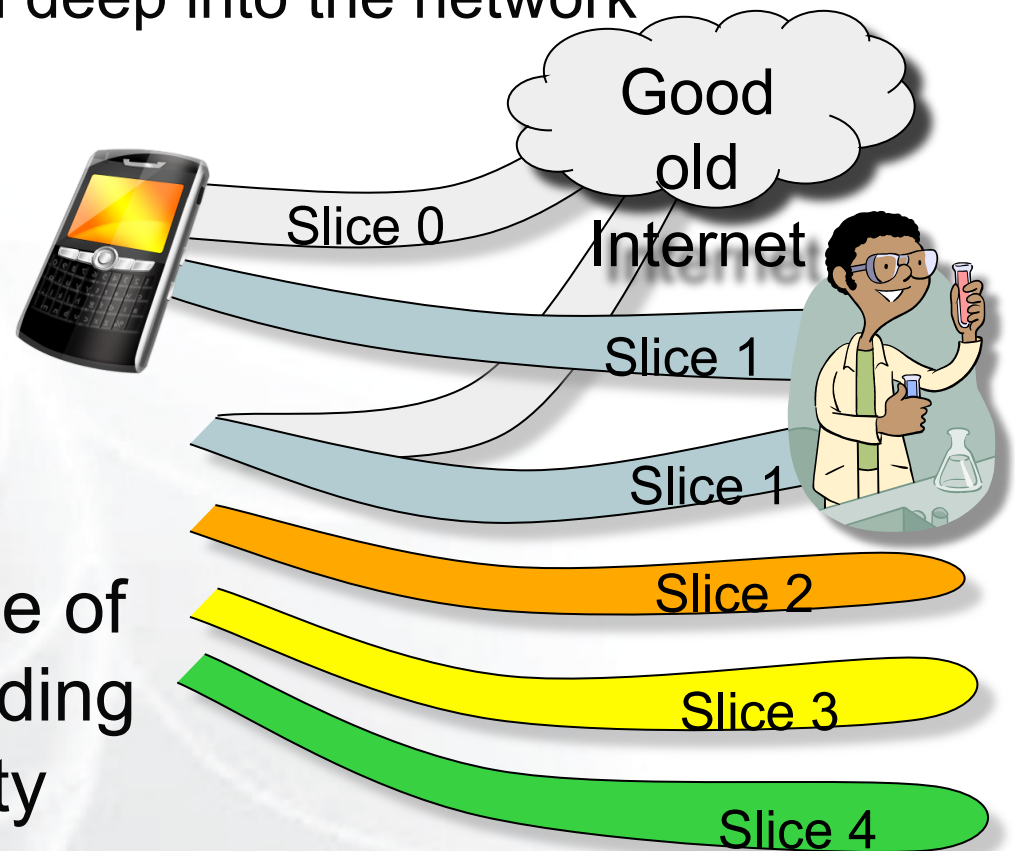 deep into the network
Good
old
Internet
Slice 0
Slice 1
Slice 1
Slice 2
e of
Slice 3
ding
ty
Slice 4